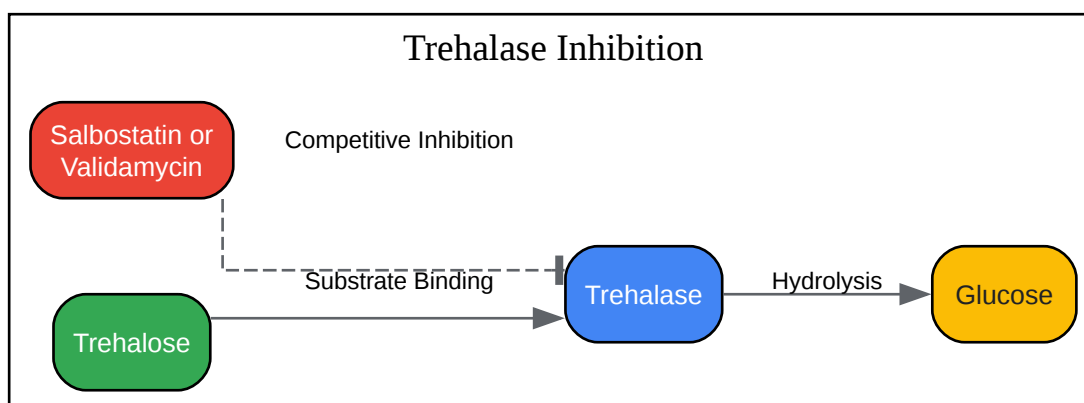 Trehalase Inhibition
Salbostatin or
Validamycin
Competitive Inhibition
Substrate Binding
Trehalase
Hydrolysis
Glucose
Trehalose